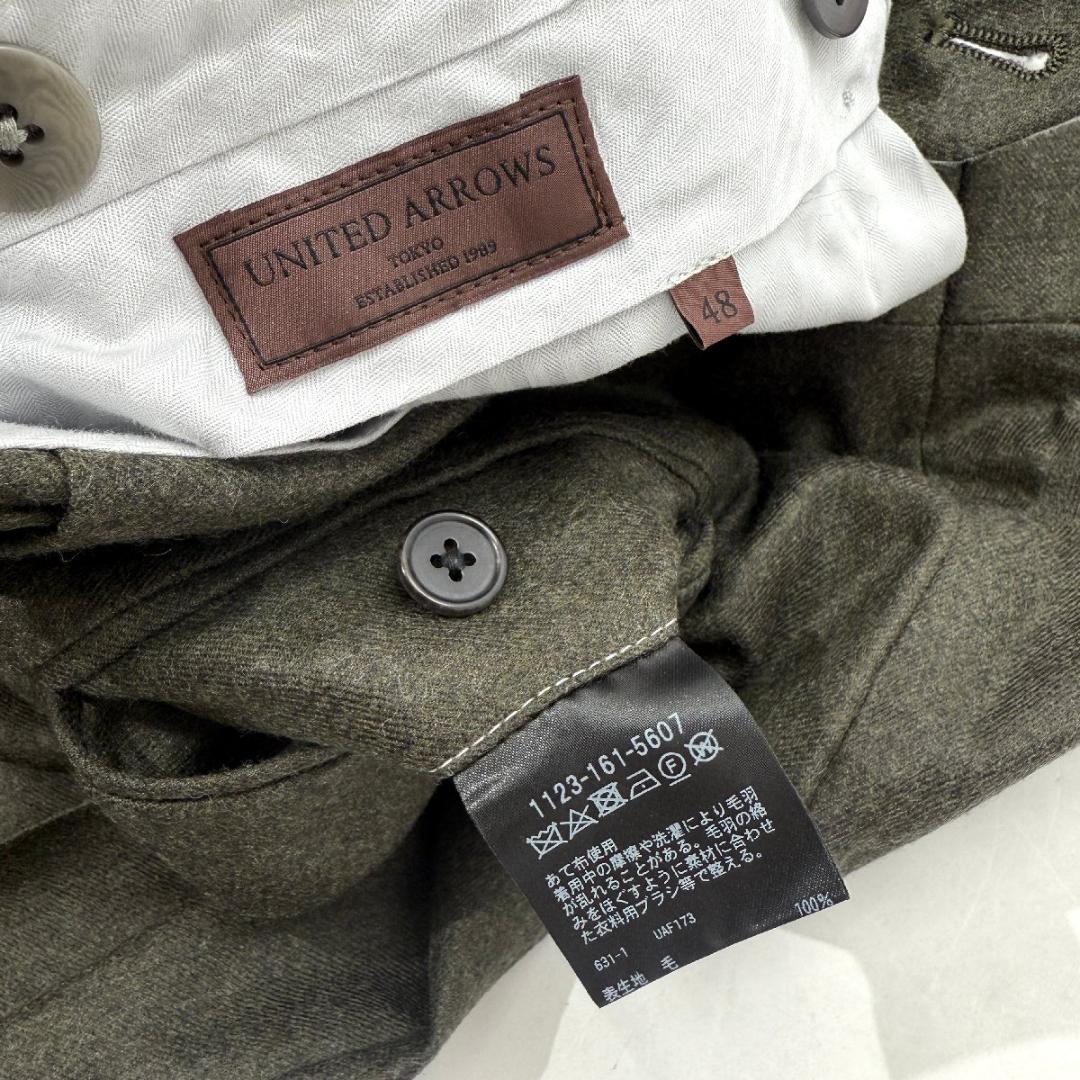 UNITED ARROWS
TOKYO
ESTABLISHED 1989
48
1123-161-5607
あて布使用
着用中の摩擦や洗濯により毛羽
が乱れることがある。毛羽の絡
みをほぐすように素材に合わせ
た衣料用ブラシ等で整える。
631-1 UAF173
表生地 毛 100%